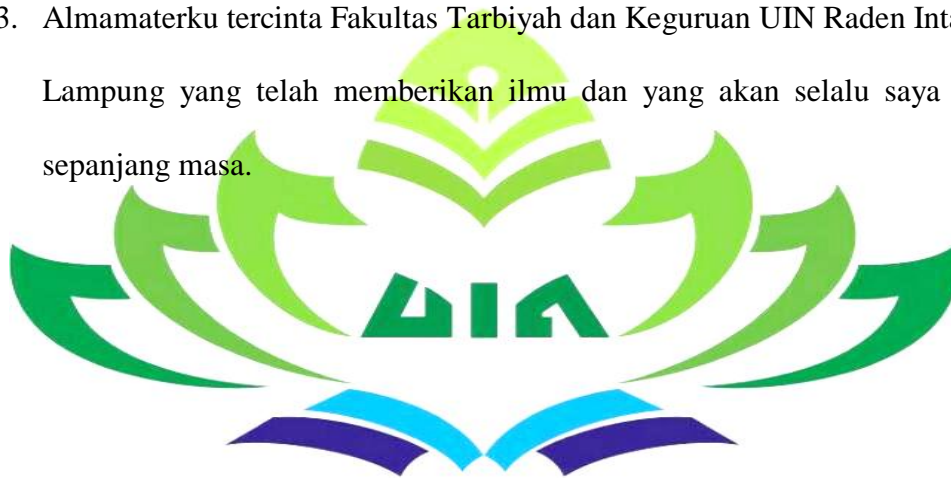 3. Almamaterku tercinta Fakultas Tarbiyah dan Keguruan UIN Raden Inta
Lampung yang telah memberikan ilmu dan yang akan selalu saya
sepanjang masa.
UIN